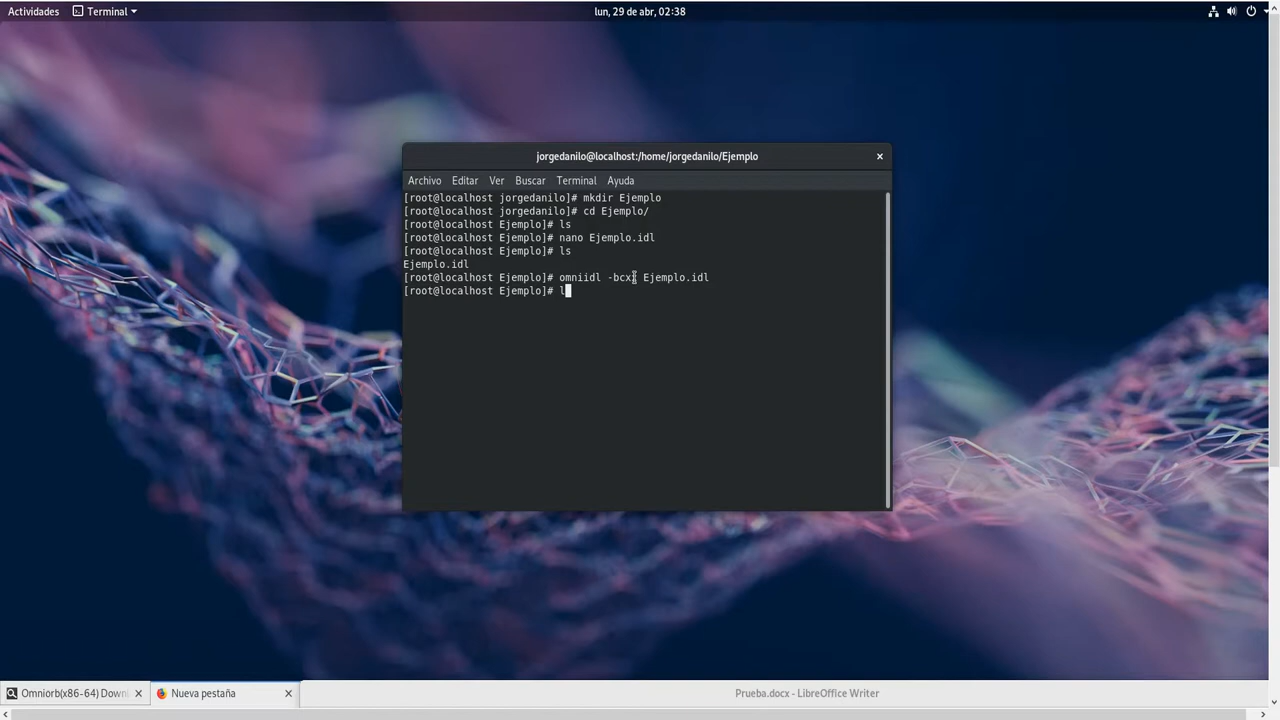 Actividades Terminal lun, 29 de abr, 02:38
jorgedanilo@localhost:/home/jorgedanilo/Ejemplo
Archivo Editar Ver Buscar Terminal Ayuda
[root@localhost jorgedanilo]# mkdir Ejemplo
[root@localhost jorgedanilo]# cd Ejemplo/
[root@localhost Ejemplo]# ls
[root@localhost Ejemplo]# nano Ejemplo.idl
[root@localhost Ejemplo]# ls
Ejemplo.idl
[root@localhost Ejemplo]# omniidl Ejemplo.idl
[root@localhost Ejemplo]# l
Omniorb(x86-64) Nueva pestaña Prueba.docx - LibreOffice Writer